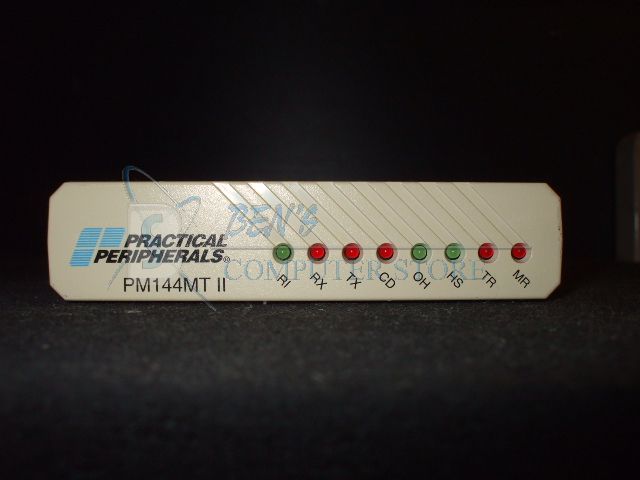 PRACTICAL
PERIPHERALS®
PM144MT II
BEN'S
COMPUTER STORE
RI RX TX CD OH HS TR MR